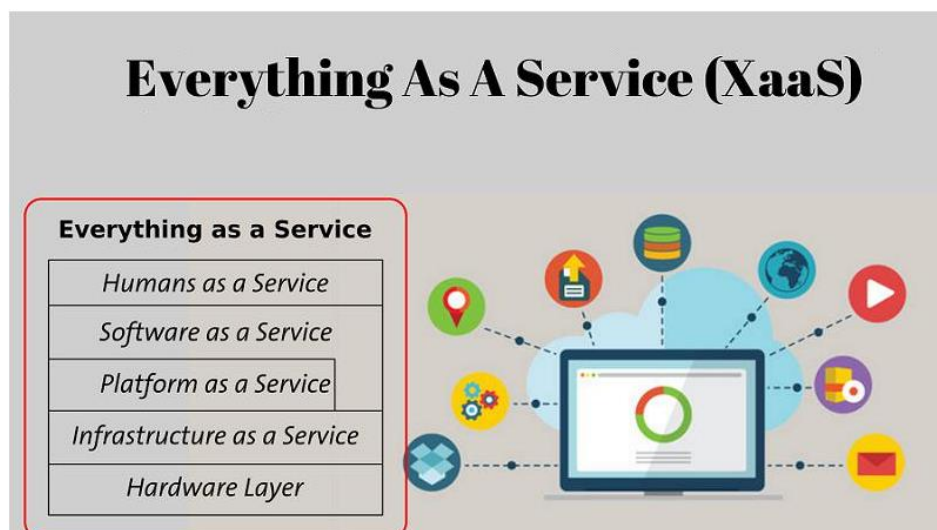 Everything As A Service (XaaS)
Everything as a Service
Humans as a Service
Software as a Service
Platform as a Service
Infrastructure as a Service
Hardware Layer